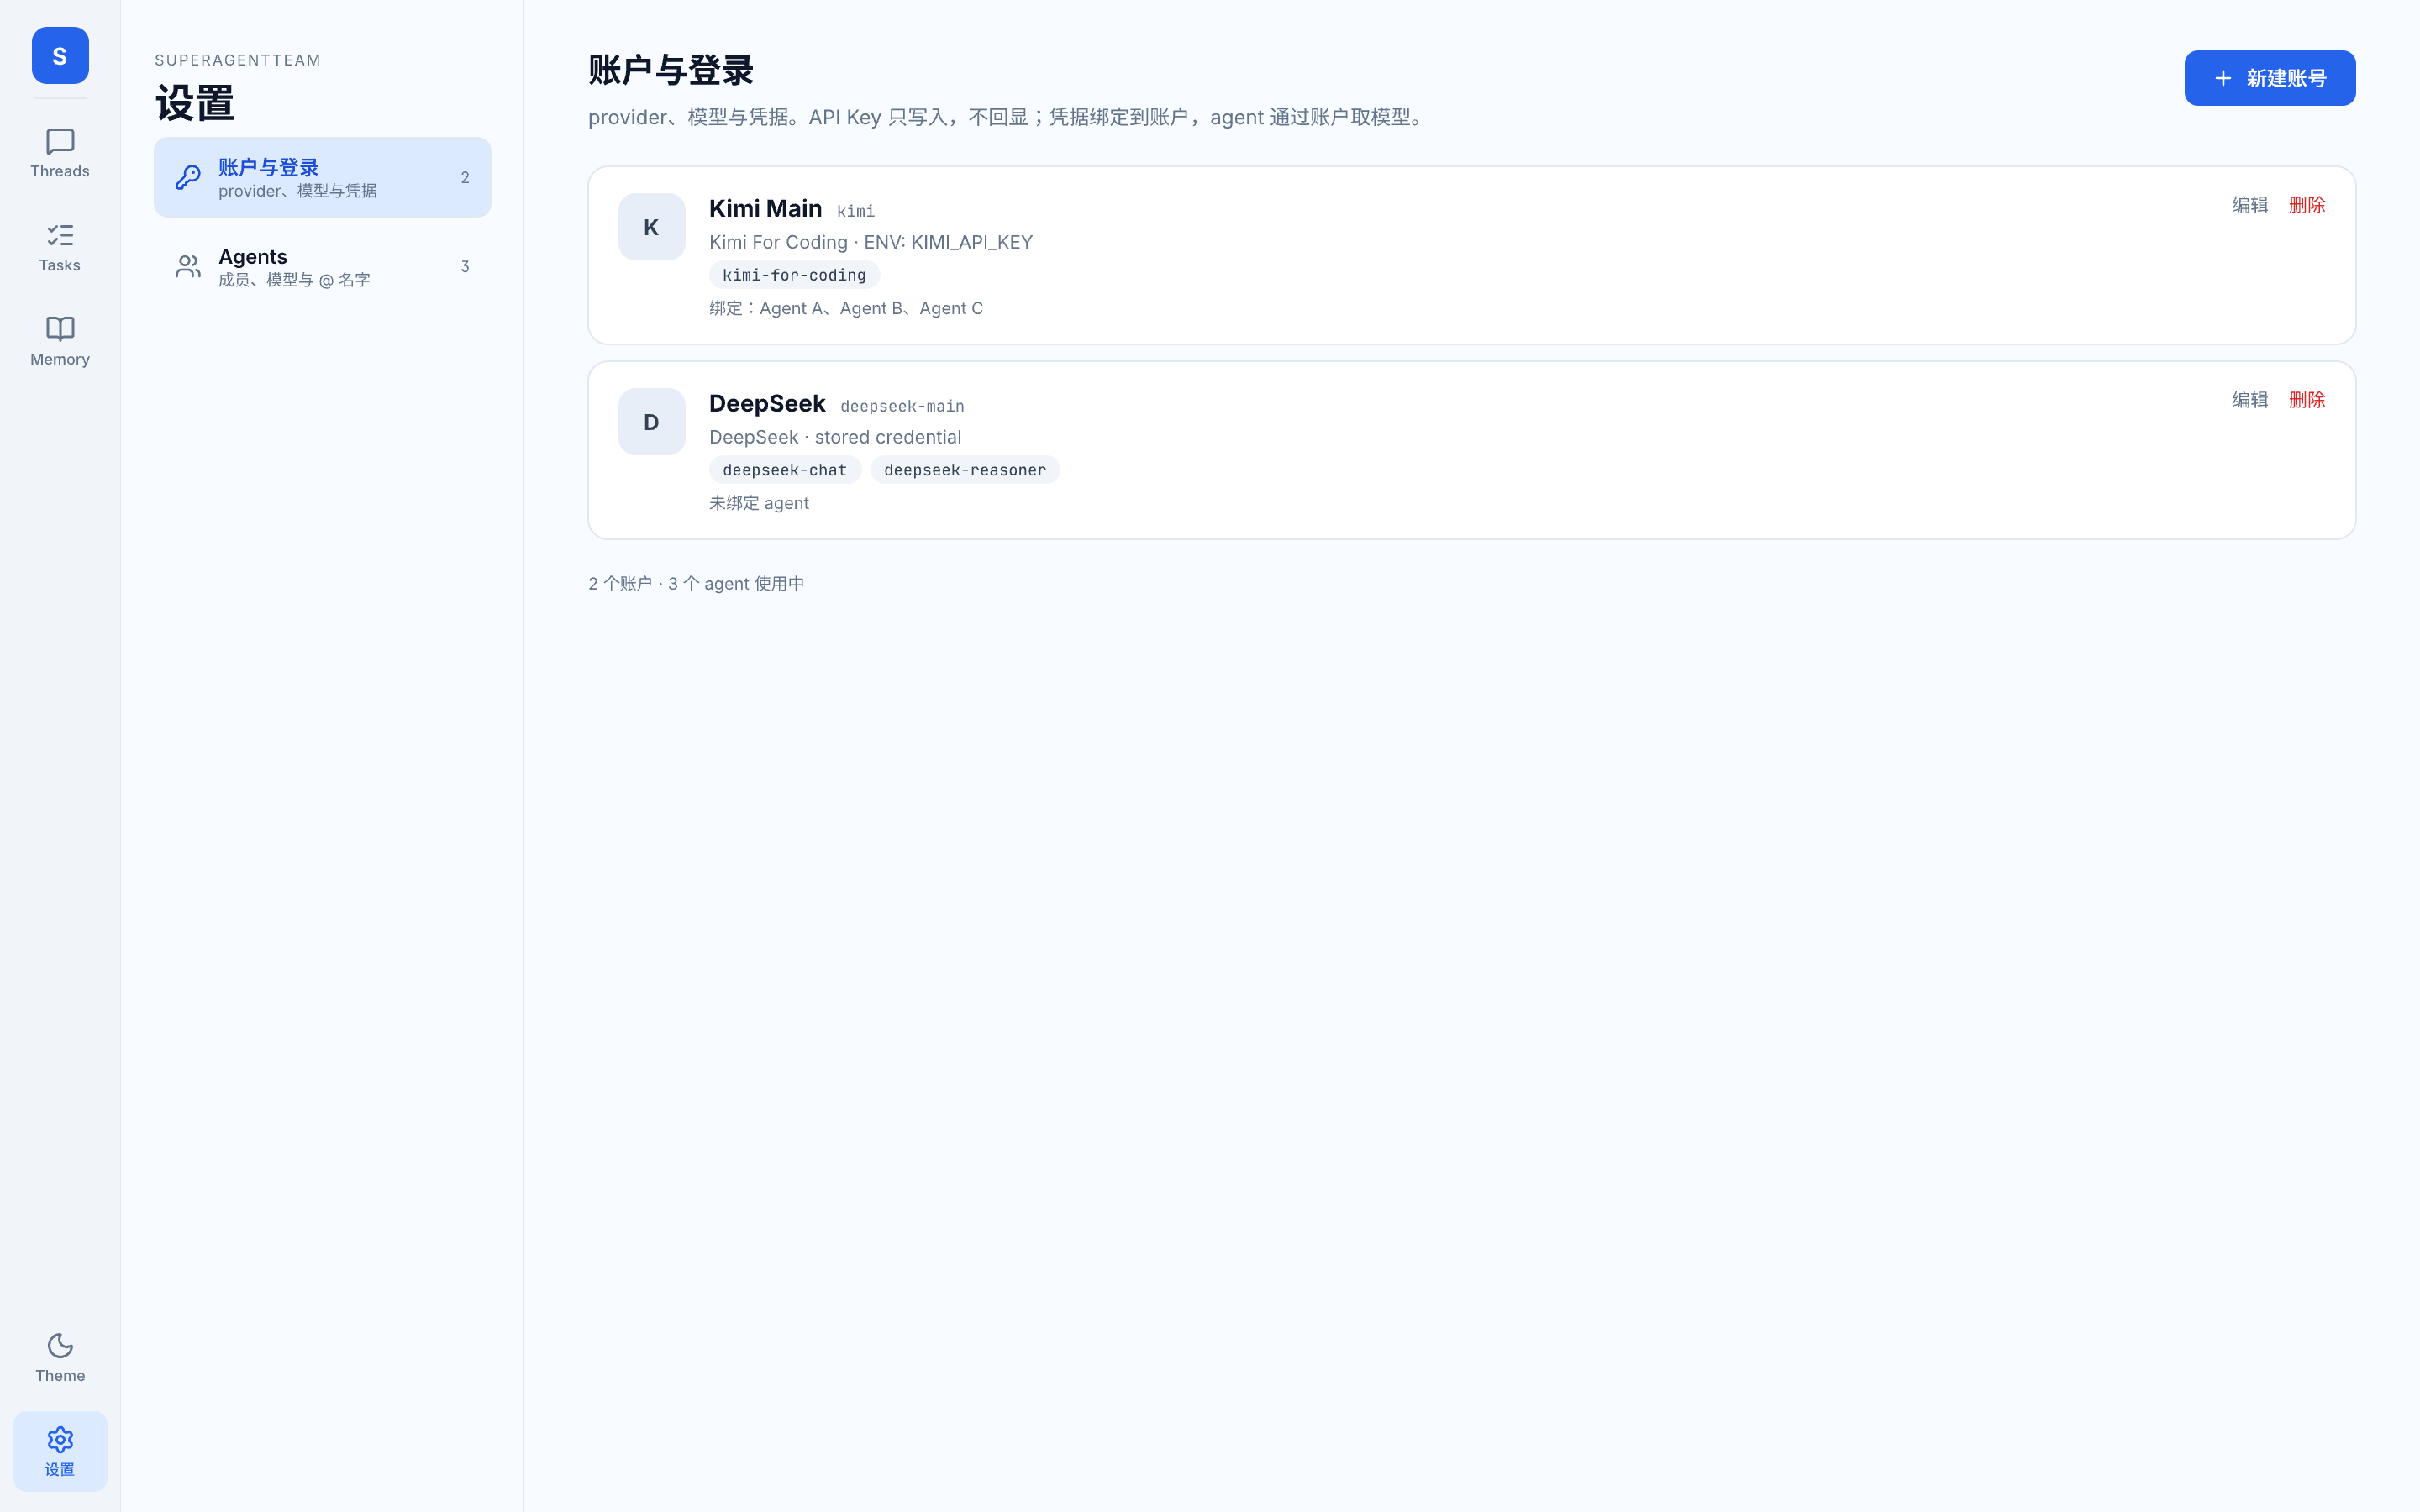 S
Threads
Tasks
Memory
Theme
设置
SUPERAGENTTEAM
设置
账户与登录
provider、模型与凭据
2
Agents
成员、模型与 @ 名字
3
账户与登录
provider、模型与凭据。API Key 只写入，不回显；凭据绑定到账户，agent 通过账户取模型。
新建账号
K
Kimi Main kimi
编辑 删除
Kimi For Coding · ENV: KIMI_API_KEY
kimi-for-coding
绑定：Agent A、Agent B、Agent C
D
DeepSeek deepseek-main
编辑 删除
DeepSeek · stored credential
deepseek-chat deepseek-reasoner
未绑定 agent
2 个账户 · 3 个 agent 使用中